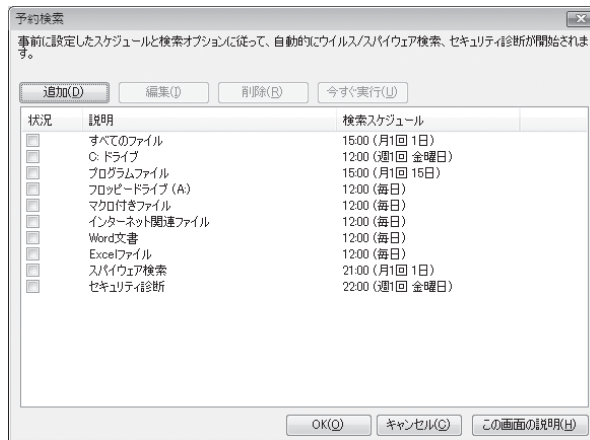 予約検索
事前に設定したスケジュールと検索オプションに従って、自動的にウイルス/スパイウェア検索、セキュリティ診断が開始されま
す。
追加(D) 編集(I) 削除(R) 今すぐ実行(U)
状況 説明 検索スケジュール
すべてのファイル 15:00 (月1回 1日)
C: ドライブ 12:00 (週1回 金曜日)
プログラムファイル 15:00 (月1回 15日)
フロッピードライブ (A:) 12:00 (毎日)
マクロ付きファイル 12:00 (毎日)
インターネット関連ファイル 12:00 (毎日)
Word文書 12:00 (毎日)
Excelファイル 12:00 (毎日)
スパイウェア検索 21:00 (月1回 1日)
セキュリティ診断 22:00 (週1回 金曜日)
OK(O) キャンセル(C) この画面の説明(H)